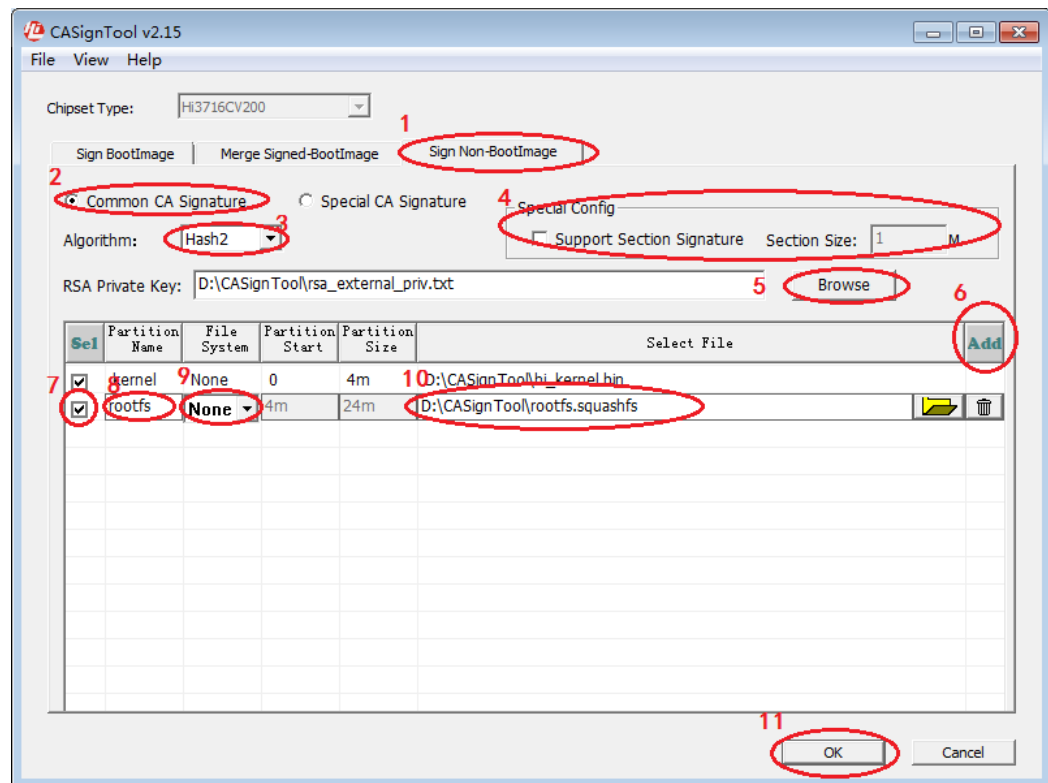 CASignTool v2.15
File View Help
Chipset Type: Hi3716CV200
1
Sign BootImage Merge Signed-BootImage Sign Non-BootImage
2
Common CA Signature Special CA Signature 4 Special Config
3
Algorithm: Hash2 Support Section Signature Section Size: 1 M
RSA Private Key: D:\CASignTool\rsa_external_priv.txt 5 Browse
6
Sel Partition Name File System Partition Start Partition Size Select File Add
7 8 kernel 9 None 0 4m 10 D:\CASignTool\hi_kernel.bin
rootfs None 4m 24m D:\CASignTool\rootfs.squashfs
11
OK Cancel